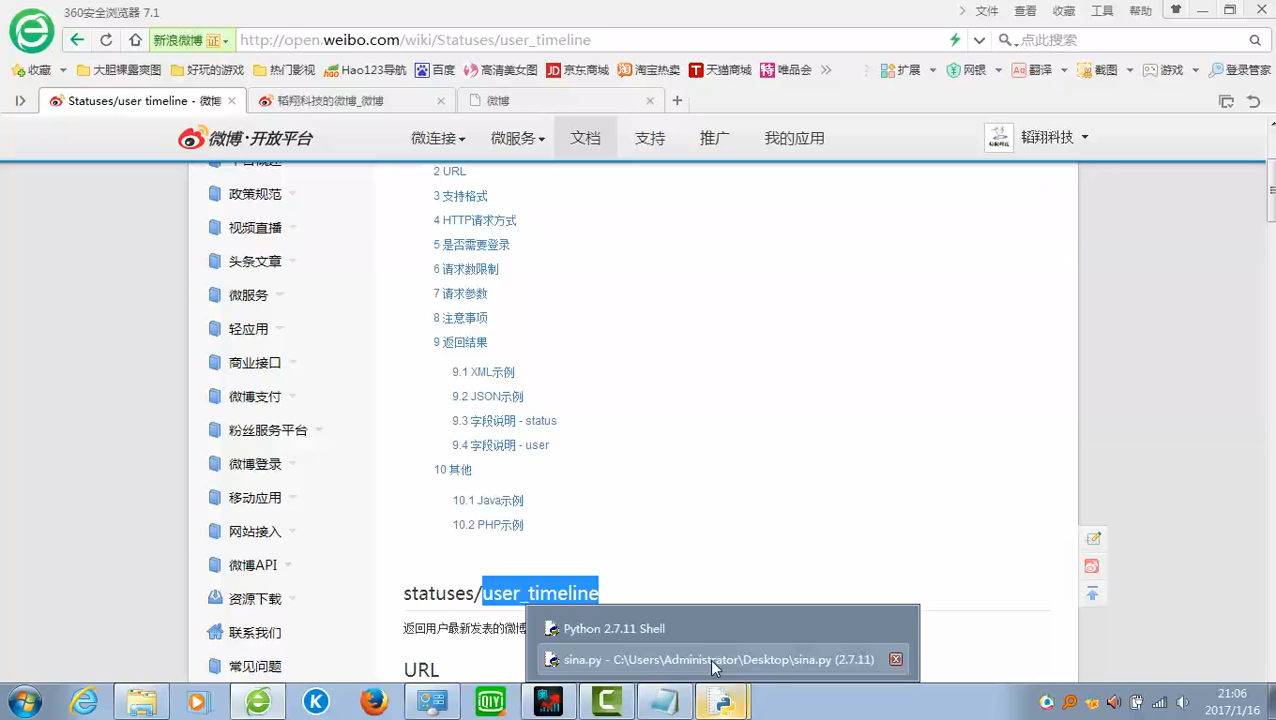 360安全浏览器 7.1
文件 查看 收藏 工具 帮助
新浪微博 证 http://open.weibo.com/wiki/Statuses/user_timeline 点此搜索
收藏 大胆裸露爽图 好玩的游戏 热门影视 Hao123导航 百度 高清美女图 JD 京东商城 淘宝热卖 T 天猫商城 特 唯品会 » 扩展 网银 Aq 翻译 截图 游戏 登录管家
Statuses/user timeline - 微博 韬翔科技的微博_微博 微博
微博·开放平台 微连接 微服务 文档 支持 推广 我的应用 韬翔科技
2 URL
政策规范
3 支持格式
4 HTTP请求方式
视频直播
5 是否需要登录
头条文章
6 请求数限制
微服务
7 请求参数
8 注意事项
轻应用
9 返回结果
商业接口
9.1 XML示例
微博支付
9.2 JSON示例
9.3 字段说明 - status
粉丝服务平台
9.4 字段说明 - user
微博登录
10 其他
移动应用
10.1 Java示例
10.2 PHP示例
网站接入
微博API
statuses/user_timeline
资源下载
返回用户最新发表的微博
联系我们
URL
常见问题
Python 2.7.11 Shell
sina.py - C:\Users\Administrator\Desktop\sina.py (2.7.11)
QIY
21:06
2017/1/16